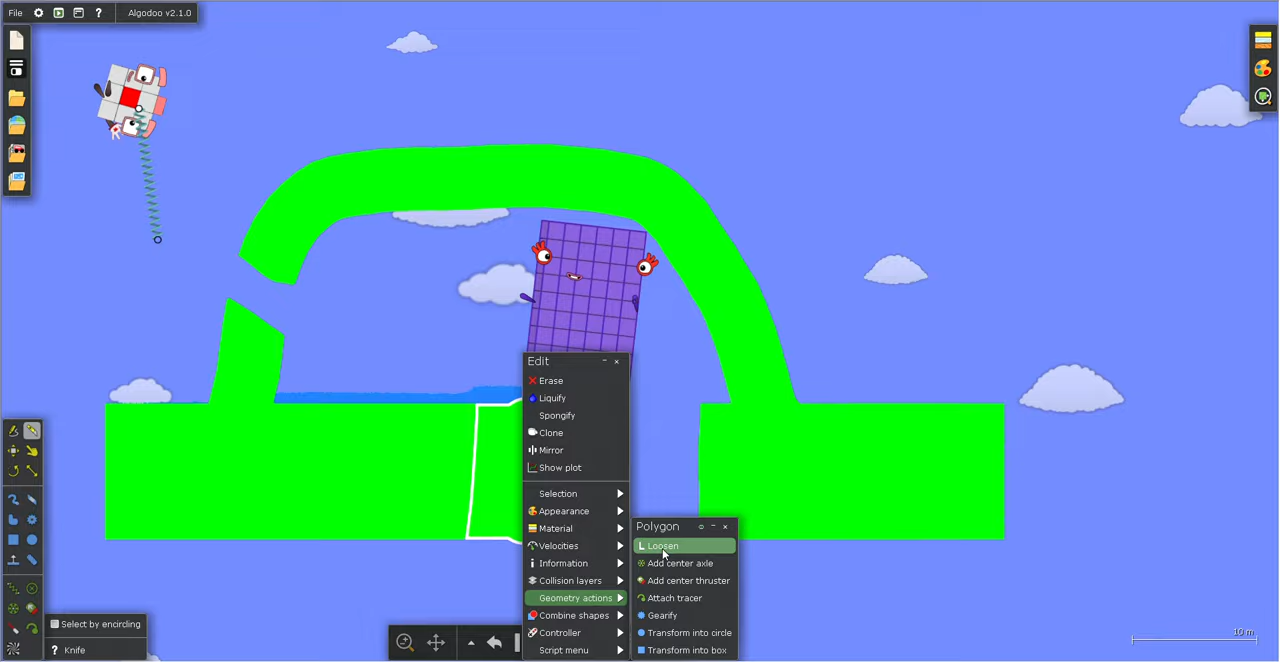 File ? Algodoo v2.1.0
Edit
Erase
Liquify
Spongify
Clone
Mirror
Show plot
Selection
Appearance
Material
Velocities
Information
Collision layers
Geometry actions
Combine shapes
Controller
Script menu
Polygon
L Loosen
Add center axle
Add center thruster
Attach tracer
Gearify
Transform into circle
Transform into box
Select by encircling
Knife
10 m